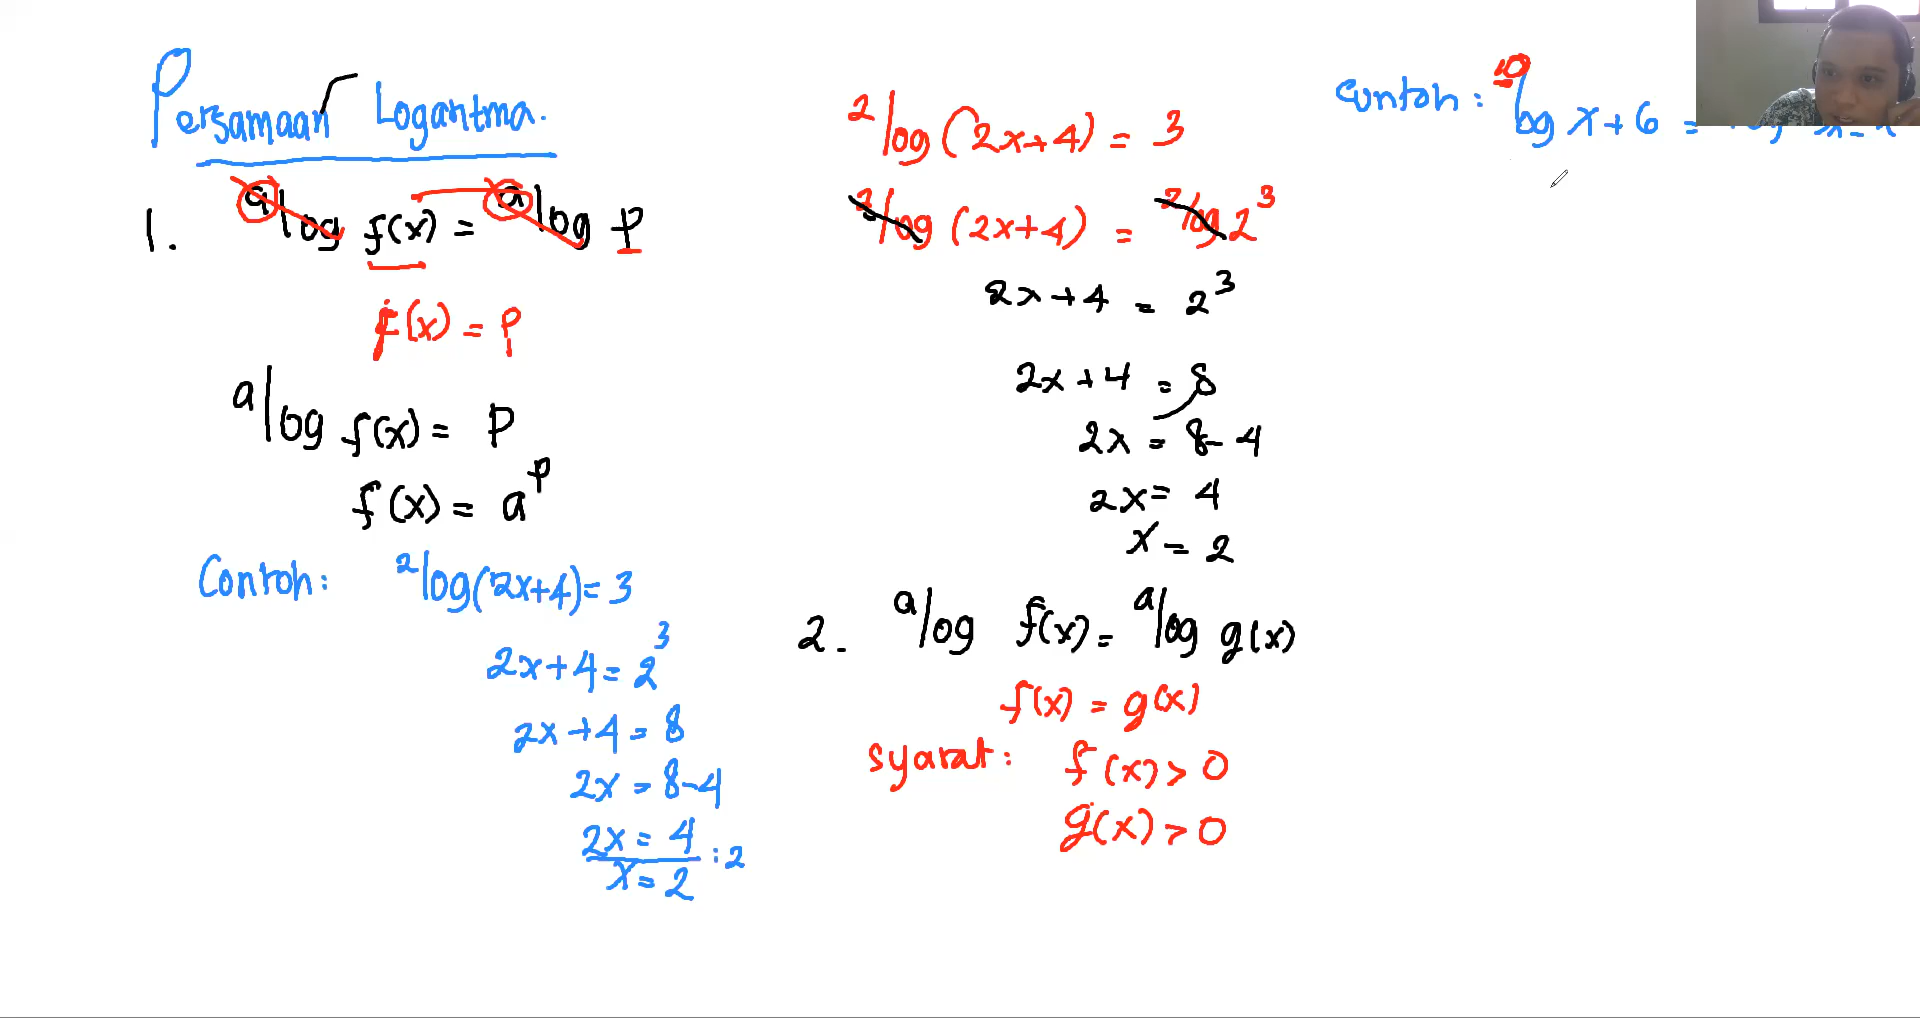 Persamaan Logaritma.
1. ᵃlog f(x) = ᵃlog P
f(x) = P
ᵃlog f(x) = P
f(x) = aᴾ
Contoh: ²log(2x+4) = 3
2x+4 = 2³
2x+4 = 8
2x = 8-4
2x = 4 :2
x = 2
²log (2x+4) = 3
²log (2x+4) = ²log 2³
2x+4 = 2³
2x+4 = 8
2x = 8-4
2x = 4
x = 2
2. ᵃlog f(x) = ᵃlog g(x)
f(x) = g(x)
syarat: f(x) > 0
g(x) > 0
contoh: ¹⁰log x+6 =